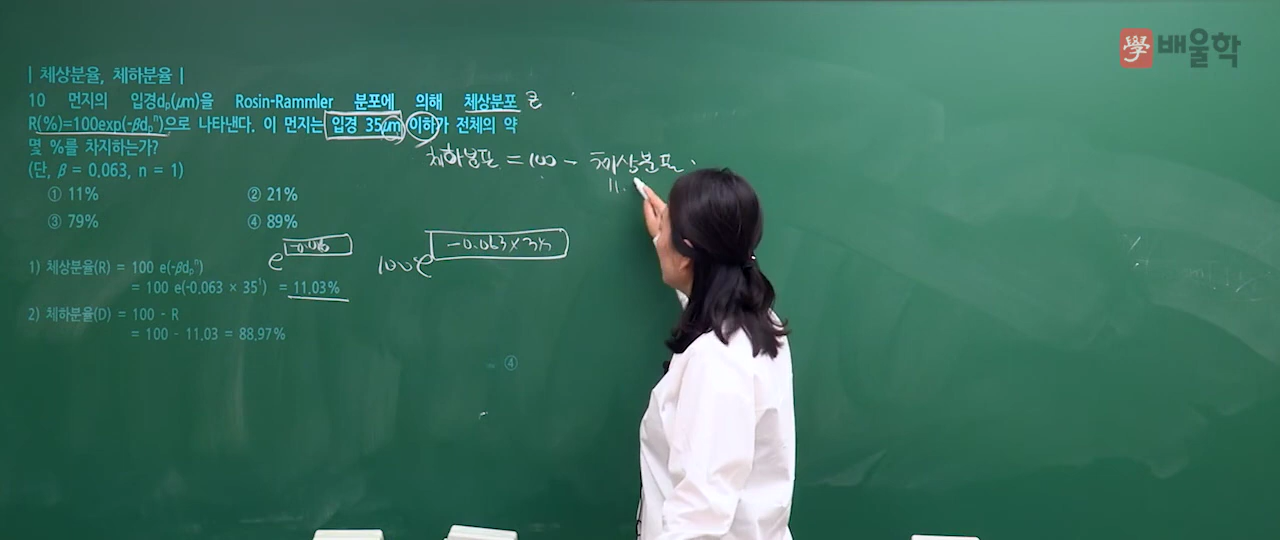 學 배울학
| 체상분율, 체하분율 |
10 먼지의 입경dp(μm)을 Rosin-Rammler 분포에 의해 체상분포 큰
R(%)=100exp(-βdpⁿ)으로 나타낸다. 이 먼지는 입경 35μm 이하가 전체의 약
몇 %를 차지하는가?
체하분포 = 100 - 체상분포
(단, β = 0.063, n = 1)
11.
① 11% ② 21%
③ 79% ④ 89%
100e -0.063×35
1) 체상분율(R) = 100 e(-βdpⁿ)
= 100 e(-0.063 × 35¹) = 11.03%
2) 체하분율(D) = 100 - R
= 100 - 11.03 = 88.97%
④